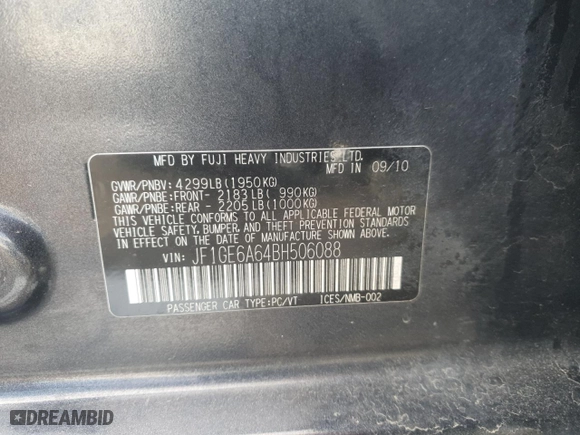 MFD BY FUJI HEAVY INDUSTRIES LTD.
MFD IN 09/10
GVWR/PNBV: 4299LB(1950KG)
GAWR/PNBE:FRONT- 2183LB( 990KG)
GAWR/PNBE:REAR - 2205LB(1000KG)
THIS VEHICLE CONFORMS TO ALL APPLICABLE FEDERAL MOTOR
VEHICLE SAFETY, BUMPER, AND THEFT PREVENTION STANDARDS
IN EFFECT ON THE DATE OF MANUFACTURE SHOWN ABOVE.
VIN: JF1GE6A64BH506088
PASSENGER CAR TYPE:PC/VT ICES/NMB-002
DREAMBID